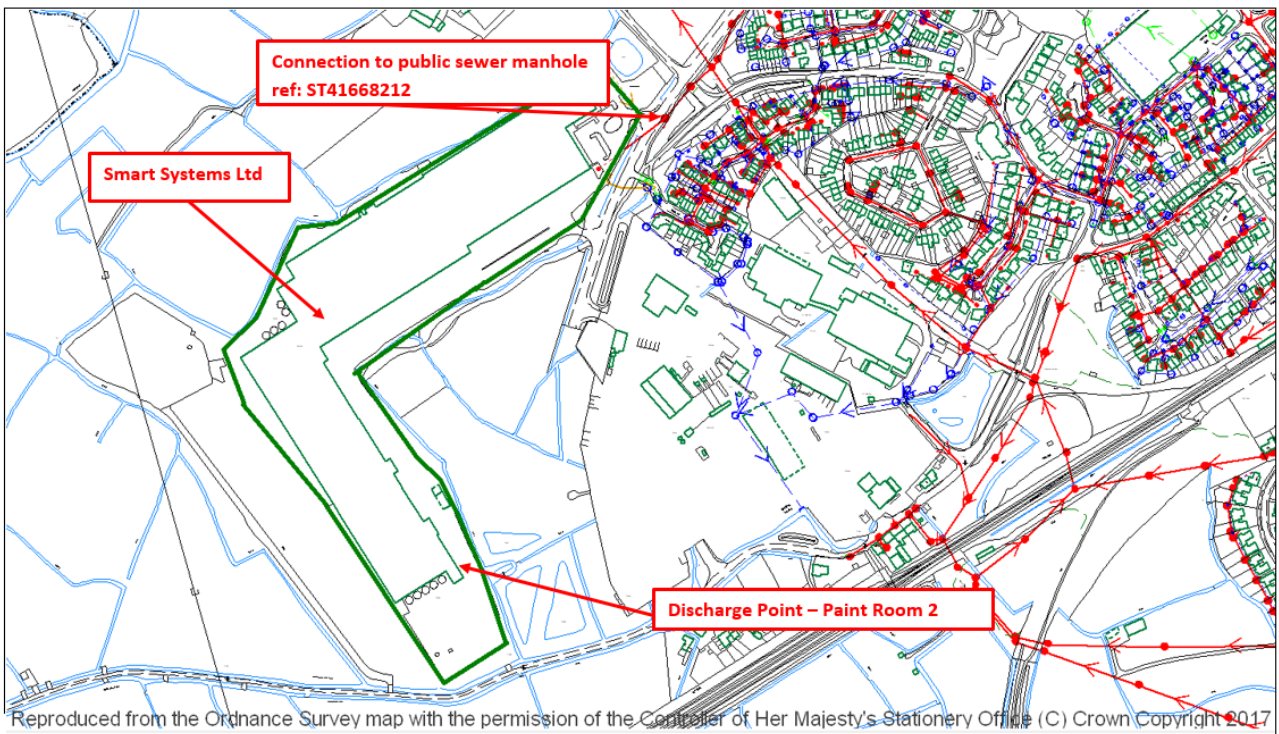 Connection to public sewer manhole
ref: ST41668212
Smart Systems Ltd
Discharge Point – Paint Room 2
Reproduced from the Ordnance Survey map with the permission of the Controller of Her Majesty's Stationery Office (C) Crown Copyright 2017